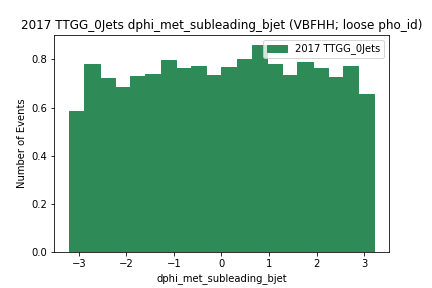 2017 TTGG_0Jets dphi_met_subleading_bjet (VBFHH; loose pho_id)
2017 TTGG_0Jets
Number of Events
0.8
0.6
0.4
0.2
0.0
−3 −2 −1 0 1 2 3
dphi_met_subleading_bjet